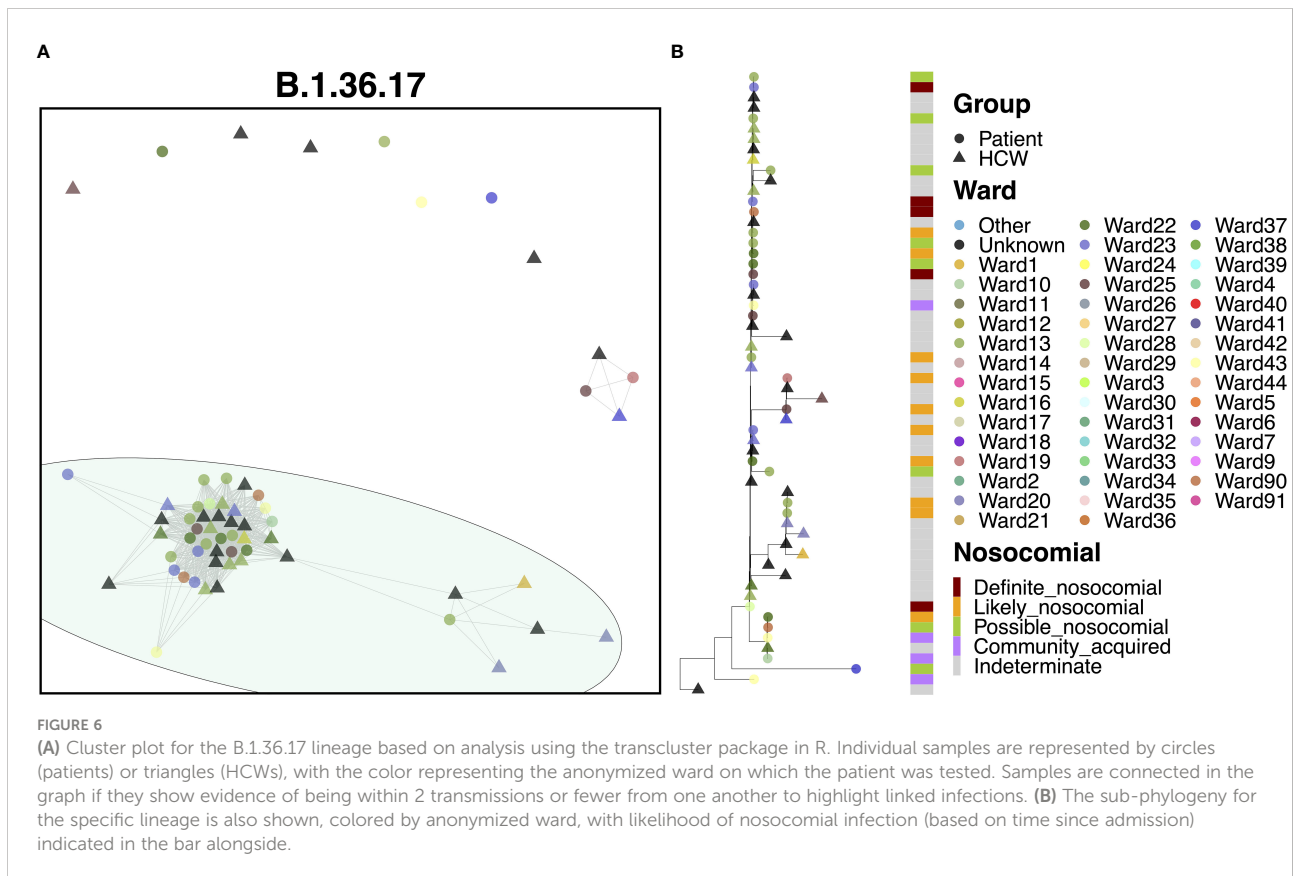 A
B
B.1.36.17
Group
Patient
HCW
Ward
Other
Unknown
Ward1
Ward10
Ward11
Ward12
Ward13
Ward14
Ward15
Ward16
Ward17
Ward18
Ward19
Ward2
Ward20
Ward21
Ward22
Ward23
Ward24
Ward25
Ward26
Ward27
Ward28
Ward29
Ward3
Ward30
Ward31
Ward32
Ward33
Ward34
Ward35
Ward36
Ward37
Ward38
Ward39
Ward4
Ward40
Ward41
Ward42
Ward43
Ward44
Ward5
Ward6
Ward7
Ward9
Ward90
Ward91
Nosocomial
Definite_nosocomial
Likely_nosocomial
Possible_nosocomial
Community_acquired
Indeterminate
FIGURE 6
(A) Cluster plot for the B.1.36.17 lineage based on analysis using the transcluster package in R. Individual samples are represented by circles
(patients) or triangles (HCWs), with the color representing the anonymized ward on which the patient was tested. Samples are connected in the
graph if they show evidence of being within 2 transmissions or fewer from one another to highlight linked infections. (B) The sub-phylogeny for
the specific lineage is also shown, colored by anonymized ward, with likelihood of nosocomial infection (based on time since admission)
indicated in the bar alongside.